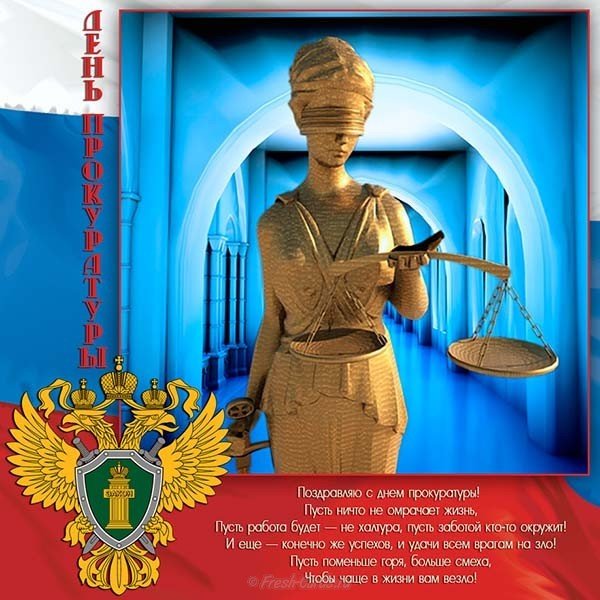 ДЕНЬ ПРОКУРАТУРЫ
ЗАКОН
Поздравляю с днем прокуратуры!
Пусть ничто не омрачает жизнь,
Пусть работа будет — не халтура, пусть заботой кто-то окружит!
И еще — конечно же успехов, и удачи всем врагам на зло!
Пусть поменьше горя, больше смеха,
Чтобы чаще в жизни вам везло!
© Fresh-Cards.ru